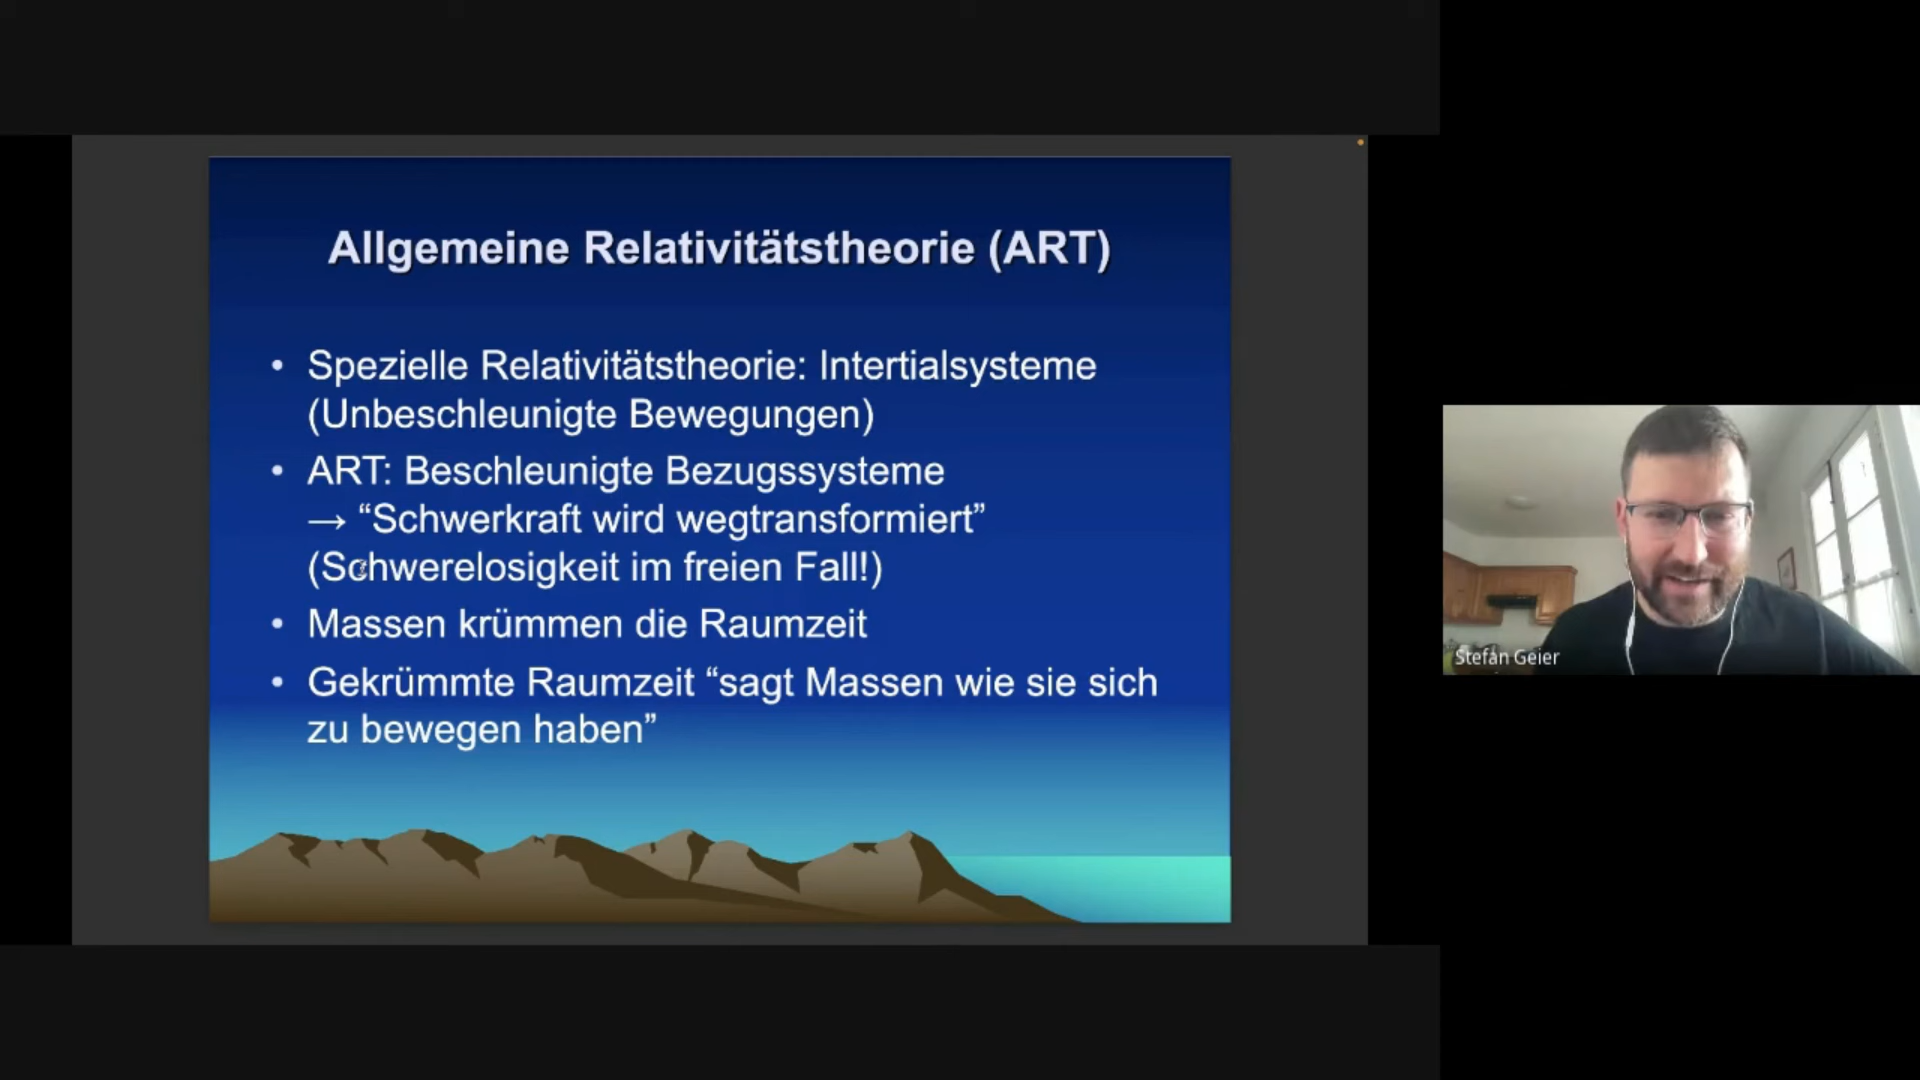 Allgemeine Relativitätstheorie (ART)
• Spezielle Relativitätstheorie: Intertialsysteme
(Unbeschleunigte Bewegungen)
• ART: Beschleunigte Bezugssysteme
→ “Schwerkraft wird wegtransformiert”
(Schwerelosigkeit im freien Fall!)
• Massen krümmen die Raumzeit
• Gekrümmte Raumzeit “sagt Massen wie sie sich
zu bewegen haben”
Stefan Geier